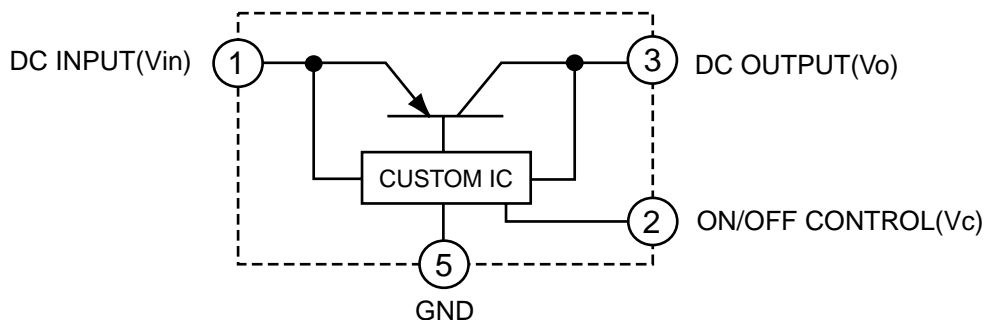 DC INPUT(Vin)
1
3
DC OUTPUT(Vo)
CUSTOM IC
2
ON/OFF CONTROL(Vc)
5
GND